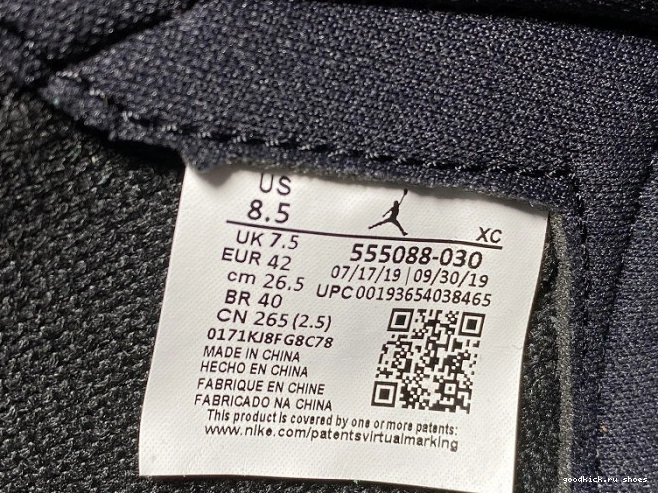 US
8.5
XC
UK 7.5
EUR 42
cm 26.5
BR 40
CN 265 (2.5)
555088-030
07/17/19 | 09/30/19
UPC00193654038465
0171KJ8FG8C78
MADE IN CHINA
HECHO EN CHINA
FABRIQUE EN CHINE
FABRICADO NA CHINA
This product is covered by one or more patents:
www.nike.com/patentsvirtualmarking
goodkick.ru shoes